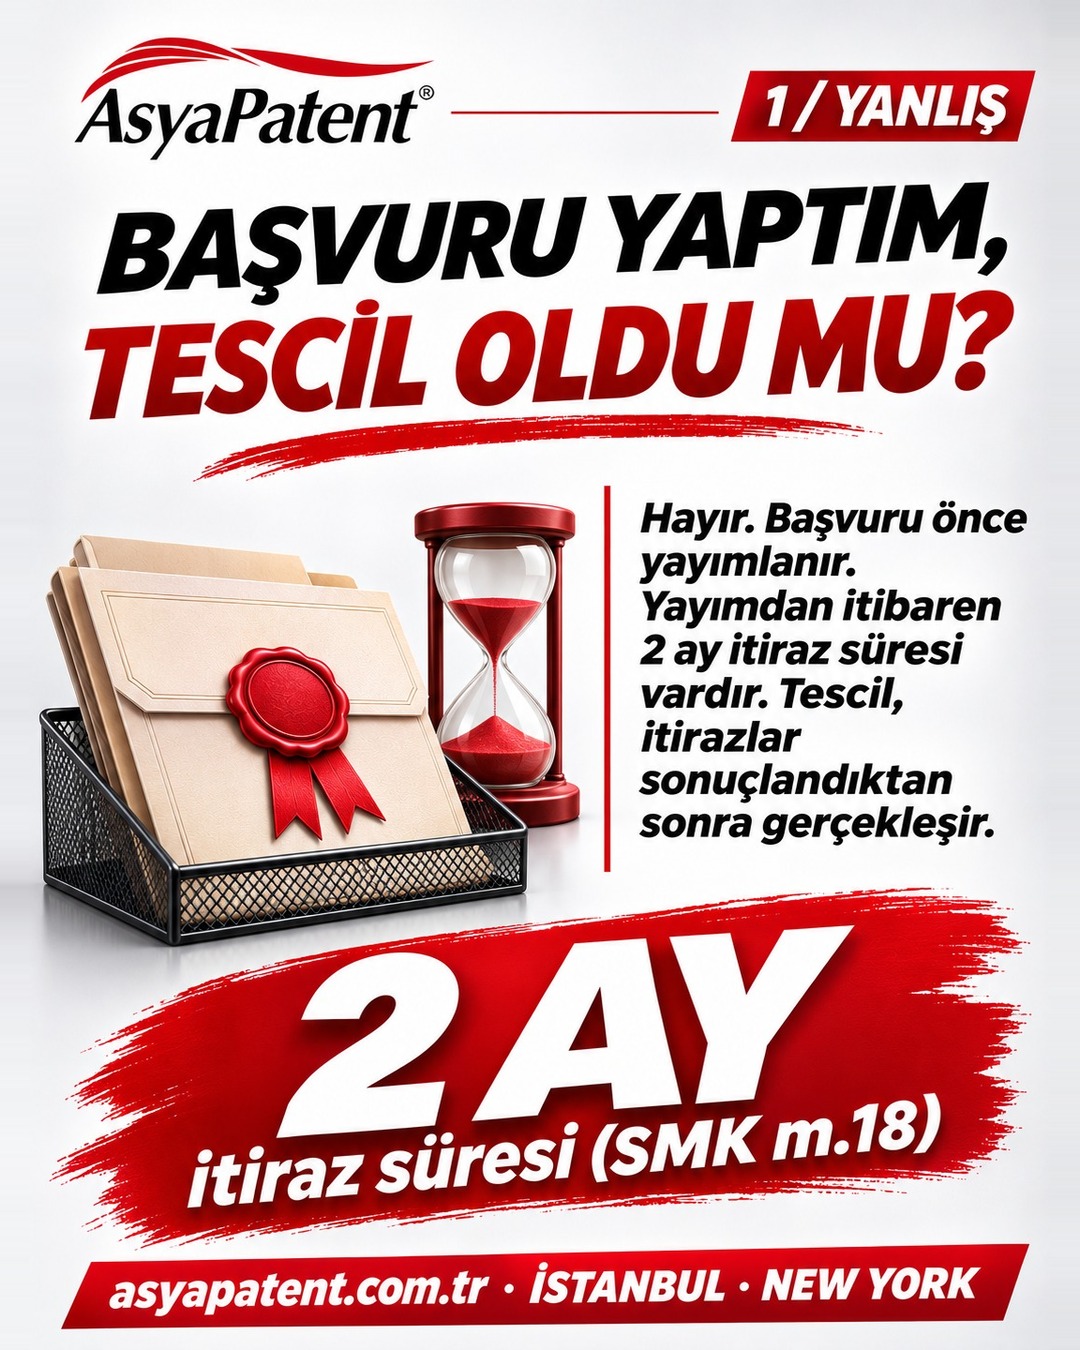 AsyaPatent®
1 / YANLIŞ
BAŞVURU YAPTIM,
TESCİL OLDU MU?
Hayır. Başvuru önce
yayımlanır.
Yayımdan itibaren
2 ay itiraz süresi
vardır. Tescil,
itirazlar
sonuçlandıktan
sonra gerçekleşir.
2 AY
itiraz süresi (SMK m.18)
asyapatent.com.tr · İSTANBUL · NEW YORK